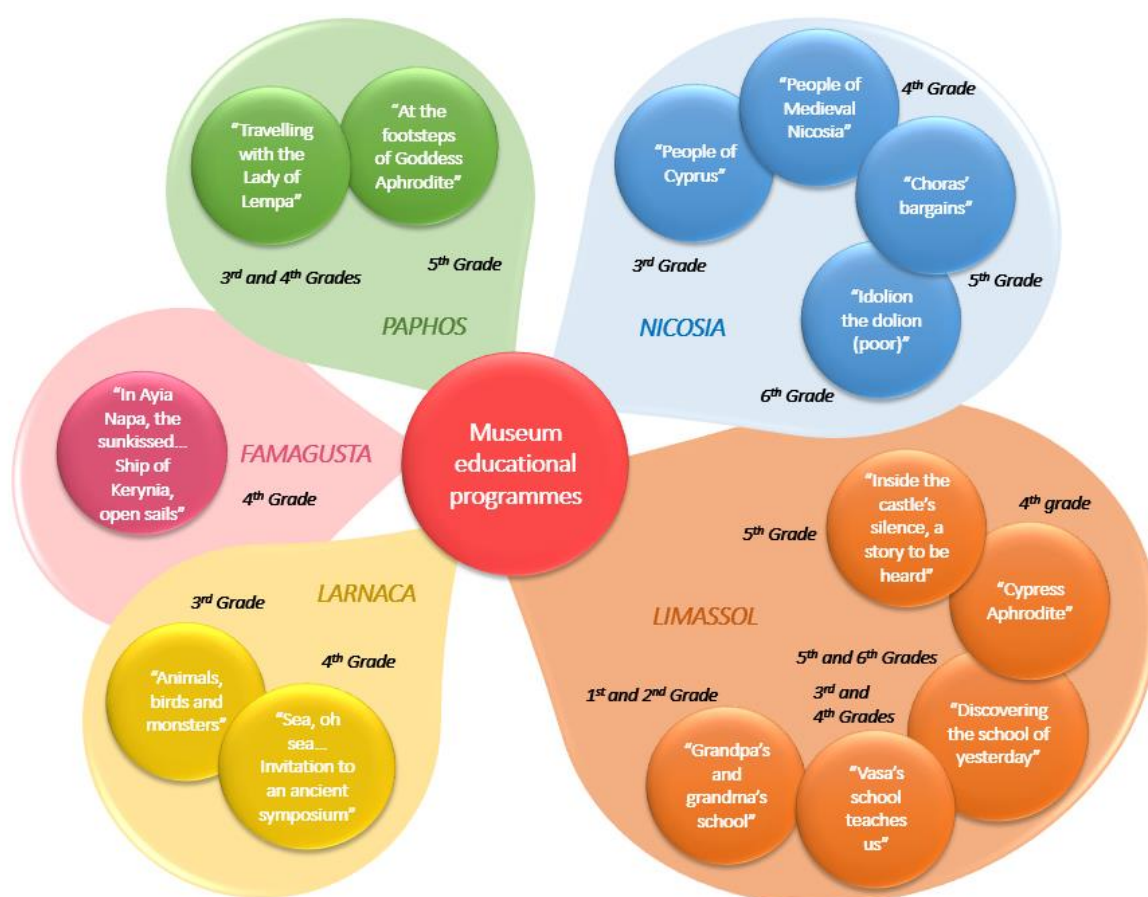 “Travelling
with the
Lady of
Lempa”
3rd and 4th Grades
“At the
footsteps
of Goddess
Aphrodite”
5th Grade
PAPHOS
“People of
Cyprus”
3rd Grade
“People of
Medieval
Nicosia”
4th Grade
“Choras’
bargains”
5th Grade
“Idolion
the dolion
(poor)”
6th Grade
NICOSIA
“In Ayia
Napa, the
sunkissed...
Ship of
Kerynia,
open sails”
FAMAGUSTA
4th Grade
Museum
educational
programmes
LARNACA
3rd Grade
“Animals,
birds and
monsters”
4th Grade
“Sea, oh
sea...
Invitation to
an ancient
symposium”
LIMASSOL
“Inside the
castle’s
silence, a
story to be
heard”
5th Grade
4th grade
“Cypress
Aphrodite”
5th and 6th Grades
“Discovering
the school of
yesterday”
3rd and
4th Grades
“Vasa’s
school
teaches
us”
1st and 2nd Grade
“Grandpa’s
and
grandma’s
school”